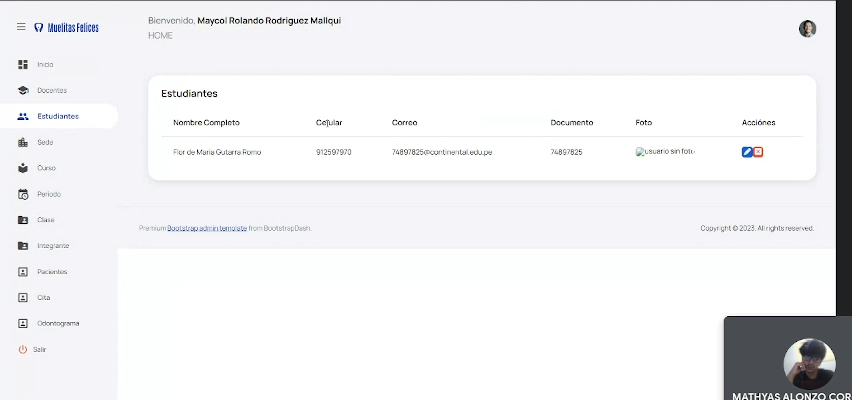 Bienvenido, Maycol Rolando Rodriguez Mallqui
HOME
Muelitas Felices
Inicio
Docentes
Estudiantes
Sede
Curso
Periodo
Clase
Integrante
Pacientes
Cita
Odontograma
Salir
Estudiantes
Nombre Completo Celular Correo Documento Foto Acciónes
Flor de Maria Gutarra Romo 912597970 74897825@continental.edu.pe 74897825 usuario sin foto
Premium Bootstrap admin template from BootstrapDash. Copyright © 2023. All rights reserved.
MATHYAS ALONZO COR